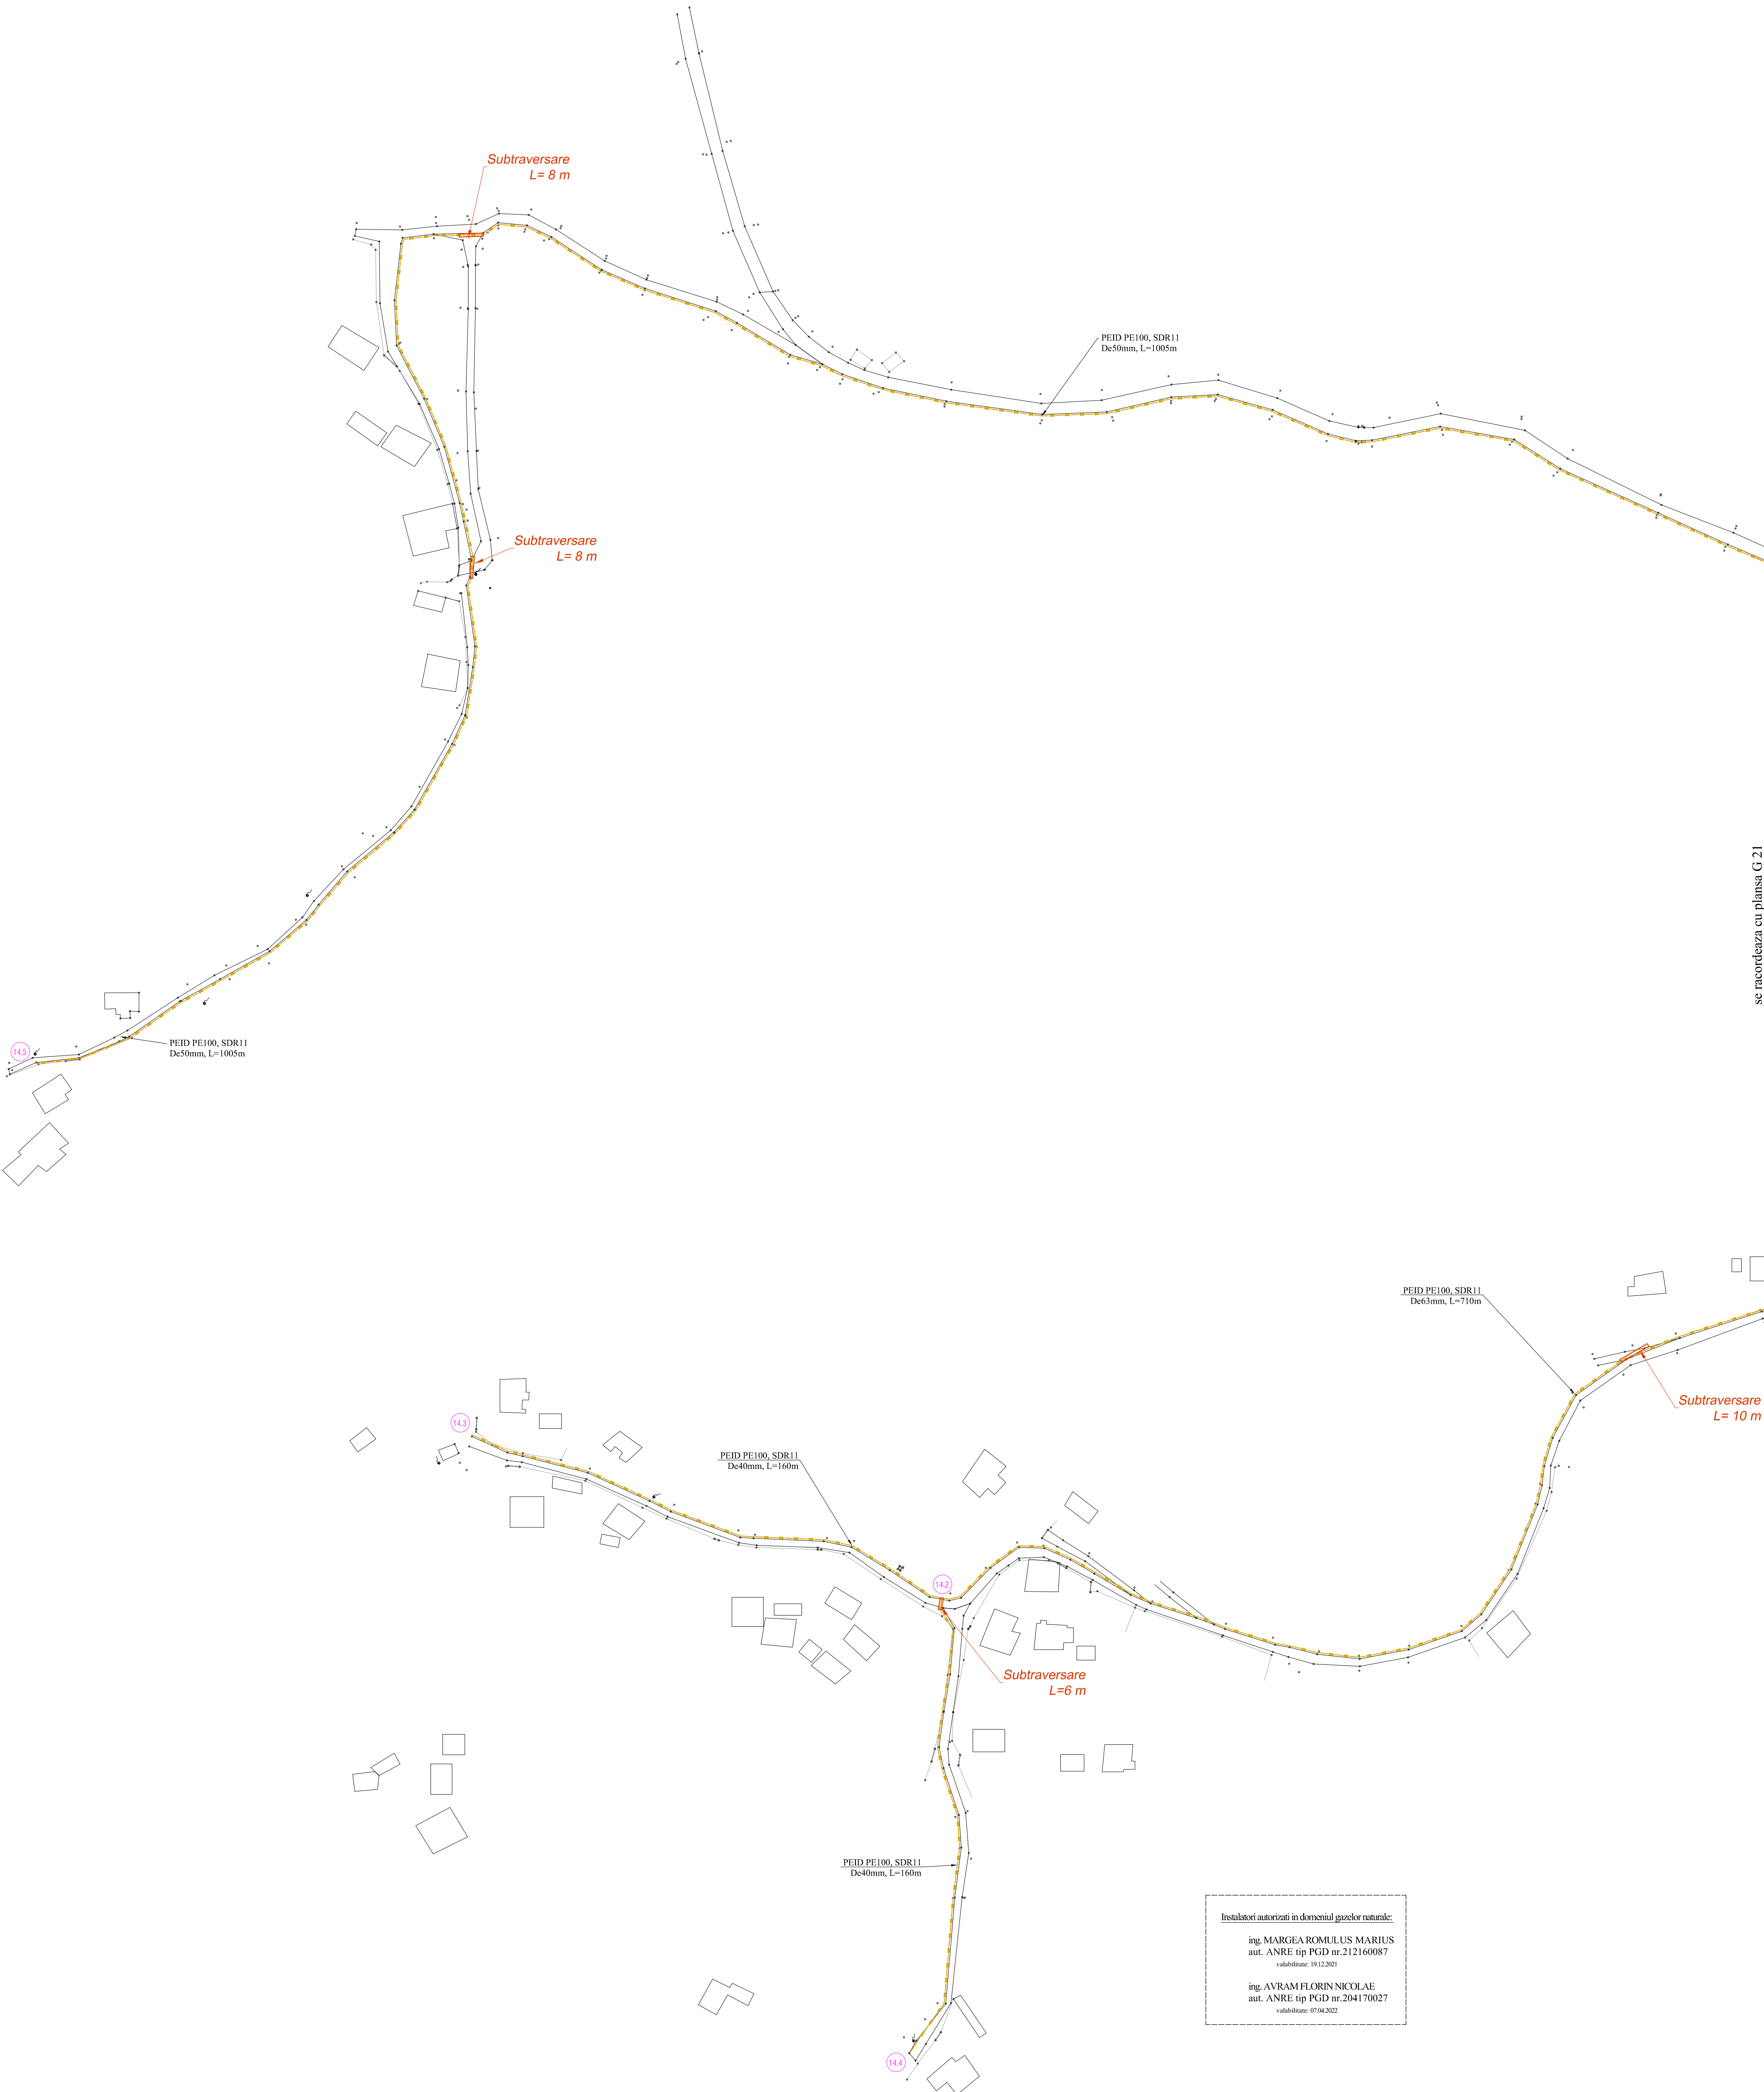 Subtraversare
L= 8 m
PEID PE100, SDR11
De50mm, L=1005m
Subtraversare
L= 8 m
se racordeaza cu plansa G 21
14.5
PEID PE100, SDR11
De50mm, L=1005m
PEID PE100, SDR11
De63mm, L=710m
Subtraversare
L= 10 m
14.3
PEID PE100, SDR11
De40mm, L=160m
14.2
Subtraversare
L=6 m
PEID PE100, SDR11
De40mm, L=160m
Instalatori autorizati in domeniul gazelor naturale:
ing. MARGEA ROMULUS MARIUS
aut. ANRE tip PGD nr.212160087
valabilitate: 19.12.2021
ing. AVRAM FLORIN NICOLAE
aut. ANRE tip PGD nr.204170027
valabilitate: 07.04.2022
14.4